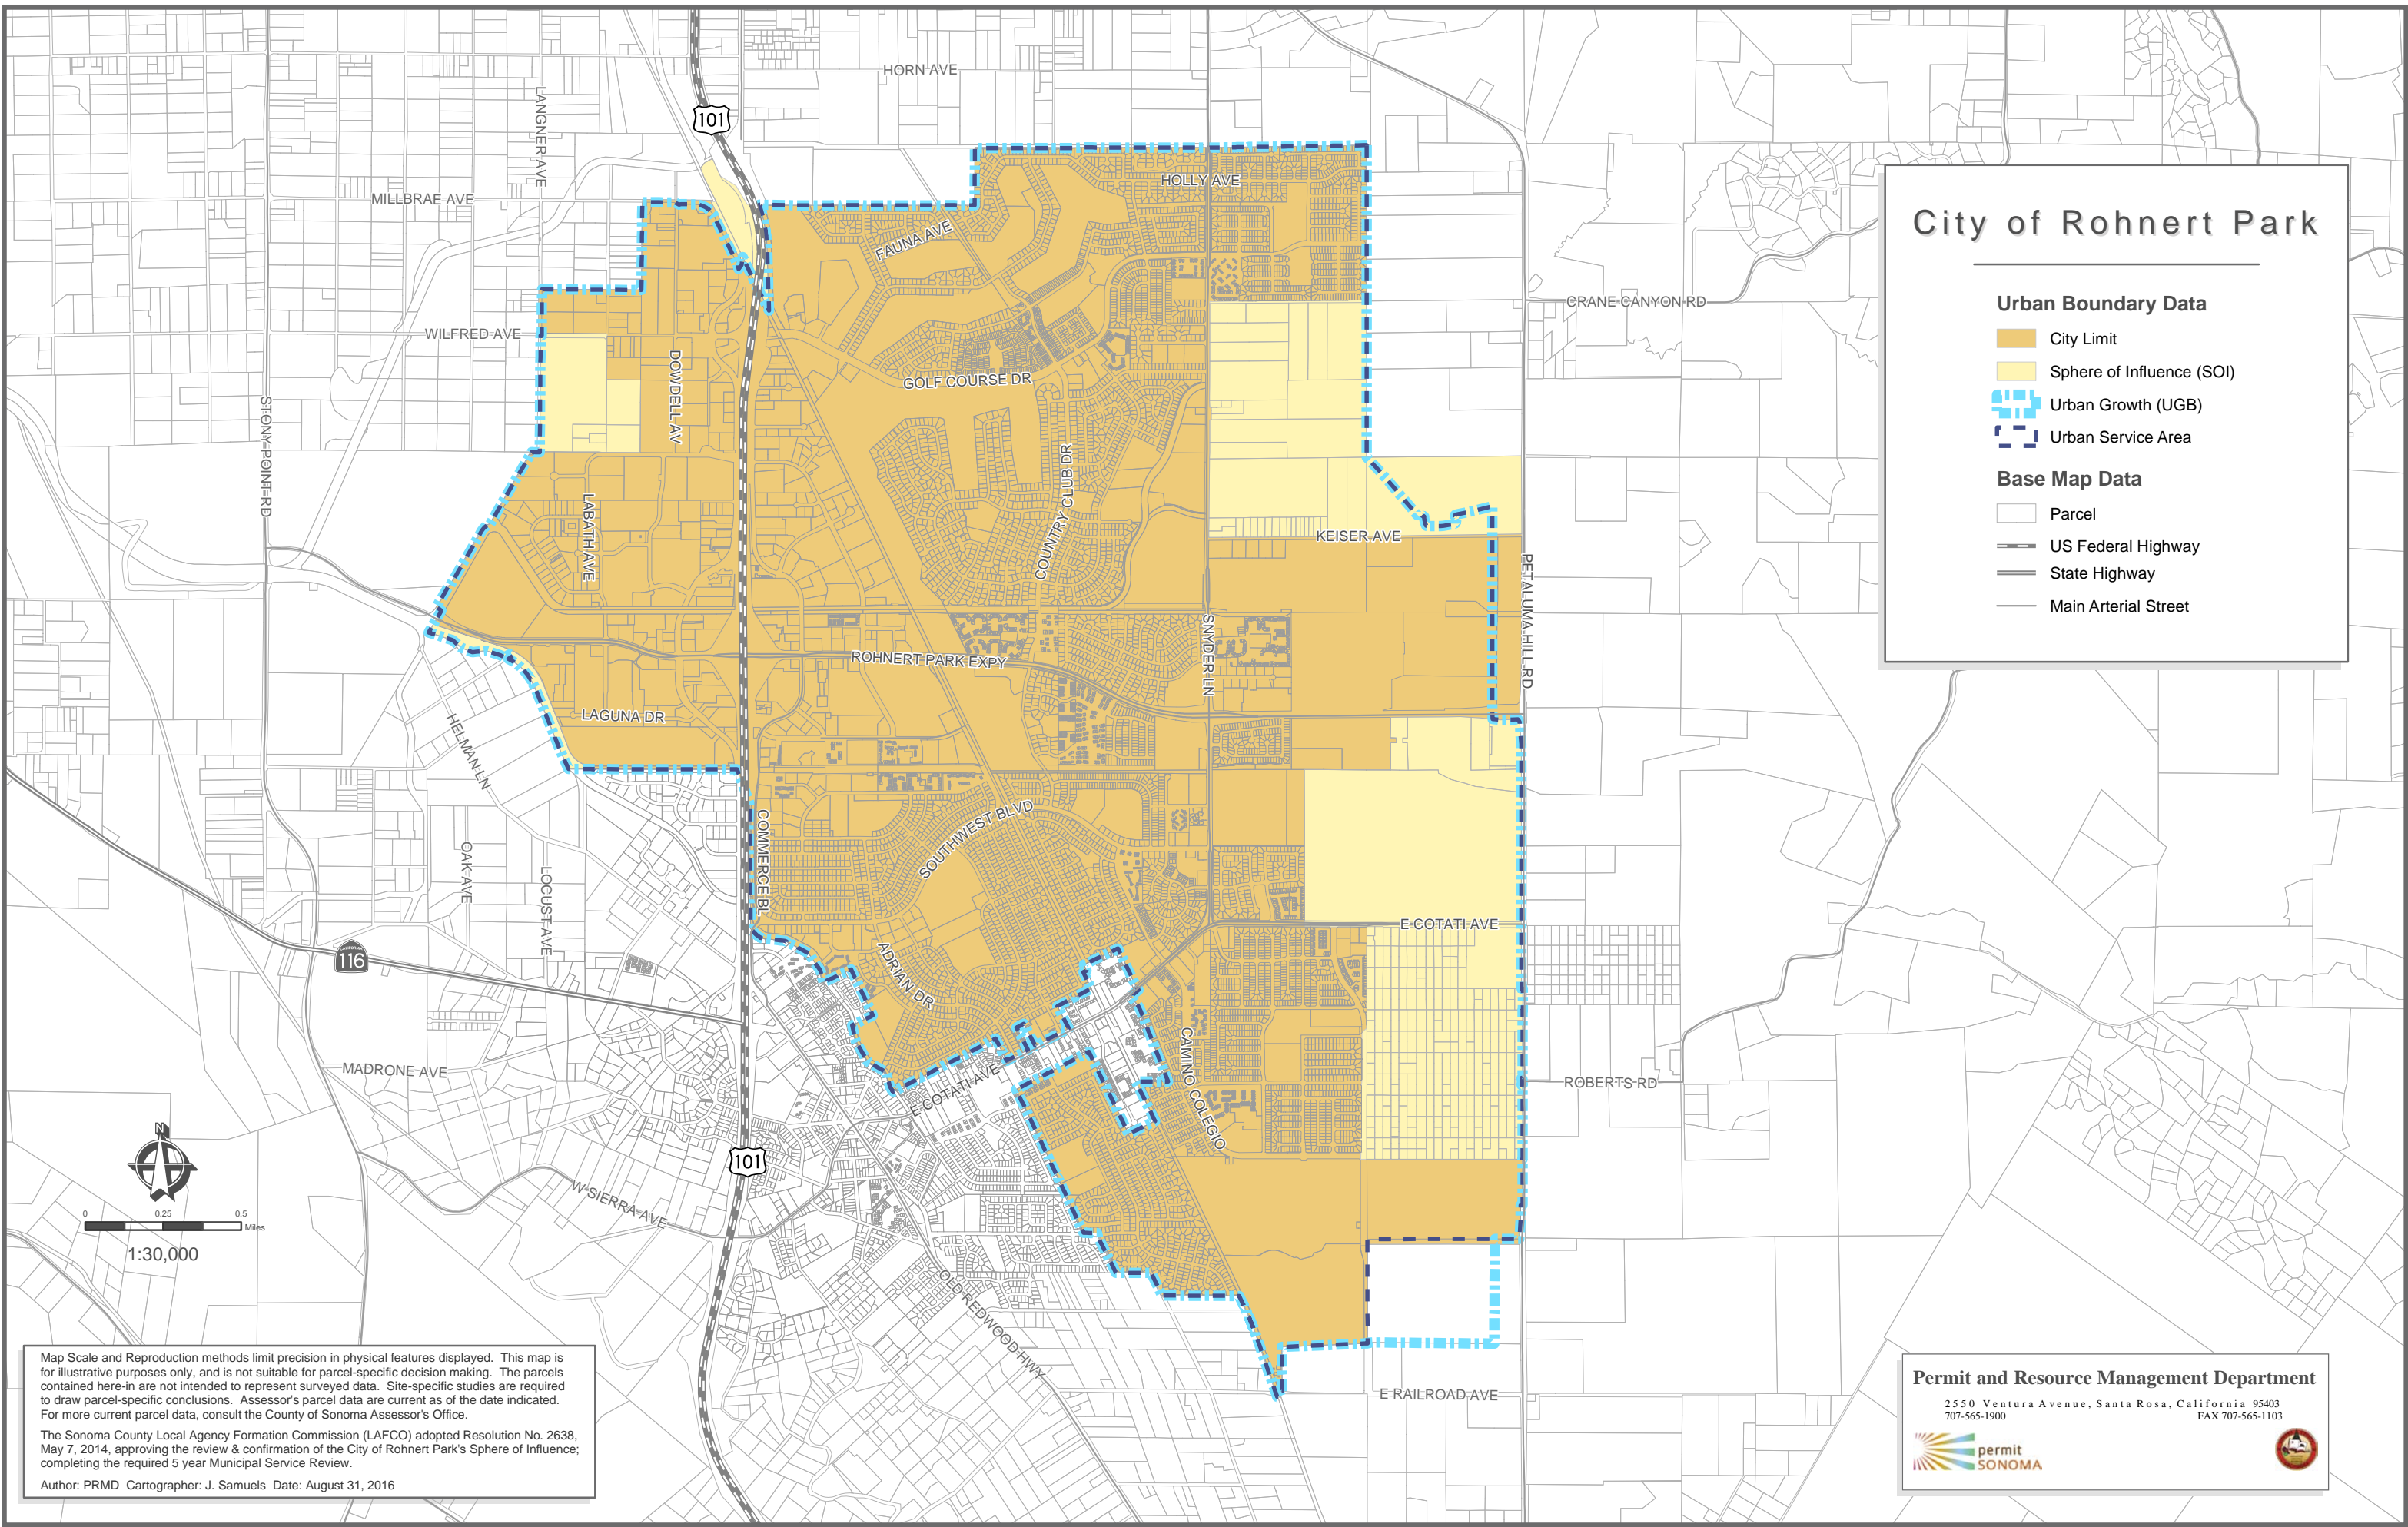 HORN AVE
LANGNER AVE
101
MILLBRAE AVE
HOLLY AVE
FAUNA AVE
City of Rohnert Park
Urban Boundary Data
City Limit
Sphere of Influence (SOI)
Urban Growth (UGB)
Urban Service Area
Base Map Data
Parcel
US Federal Highway
State Highway
Main Arterial Street
CRANE CANYON RD
WILFRED AVE
DOWDELL AV
GOLF COURSE DR
STONY POINT RD
COUNTRY CLUB DR
LABATH AVE
KEISER AVE
PETALUMA HILL RD
SNYDER LN
ROHNERT PARK EXPY
LAGUNA DR
HELMAN LN
COMMERCE BL
SOUTHWEST BLVD
OAK AVE
LOCUST AVE
E COTATI AVE
CALIFORNIA
116
ADRIAN DR
CAMINO COLEGIO
MADRONE AVE
E COTATI AVE
ROBERTS RD
N
101
W SIERRA AVE
0 0.25 0.5
Miles
1:30,000
OLD REDWOOD HWY
E RAILROAD AVE
Map Scale and Reproduction methods limit precision in physical features displayed. This map is
for illustrative purposes only, and is not suitable for parcel-specific decision making. The parcels
contained here-in are not intended to represent surveyed data. Site-specific studies are required
to draw parcel-specific conclusions. Assessor's parcel data are current as of the date indicated.
For more current parcel data, consult the County of Sonoma Assessor's Office.
The Sonoma County Local Agency Formation Commission (LAFCO) adopted Resolution No. 2638,
May 7, 2014, approving the review & confirmation of the City of Rohnert Park's Sphere of Influence;
completing the required 5 year Municipal Service Review.
Author: PRMD Cartographer: J. Samuels Date: August 31, 2016
Permit and Resource Management Department
2550 Ventura Avenue, Santa Rosa, California 95403
707-565-1900 FAX 707-565-1103
permit
SONOMA